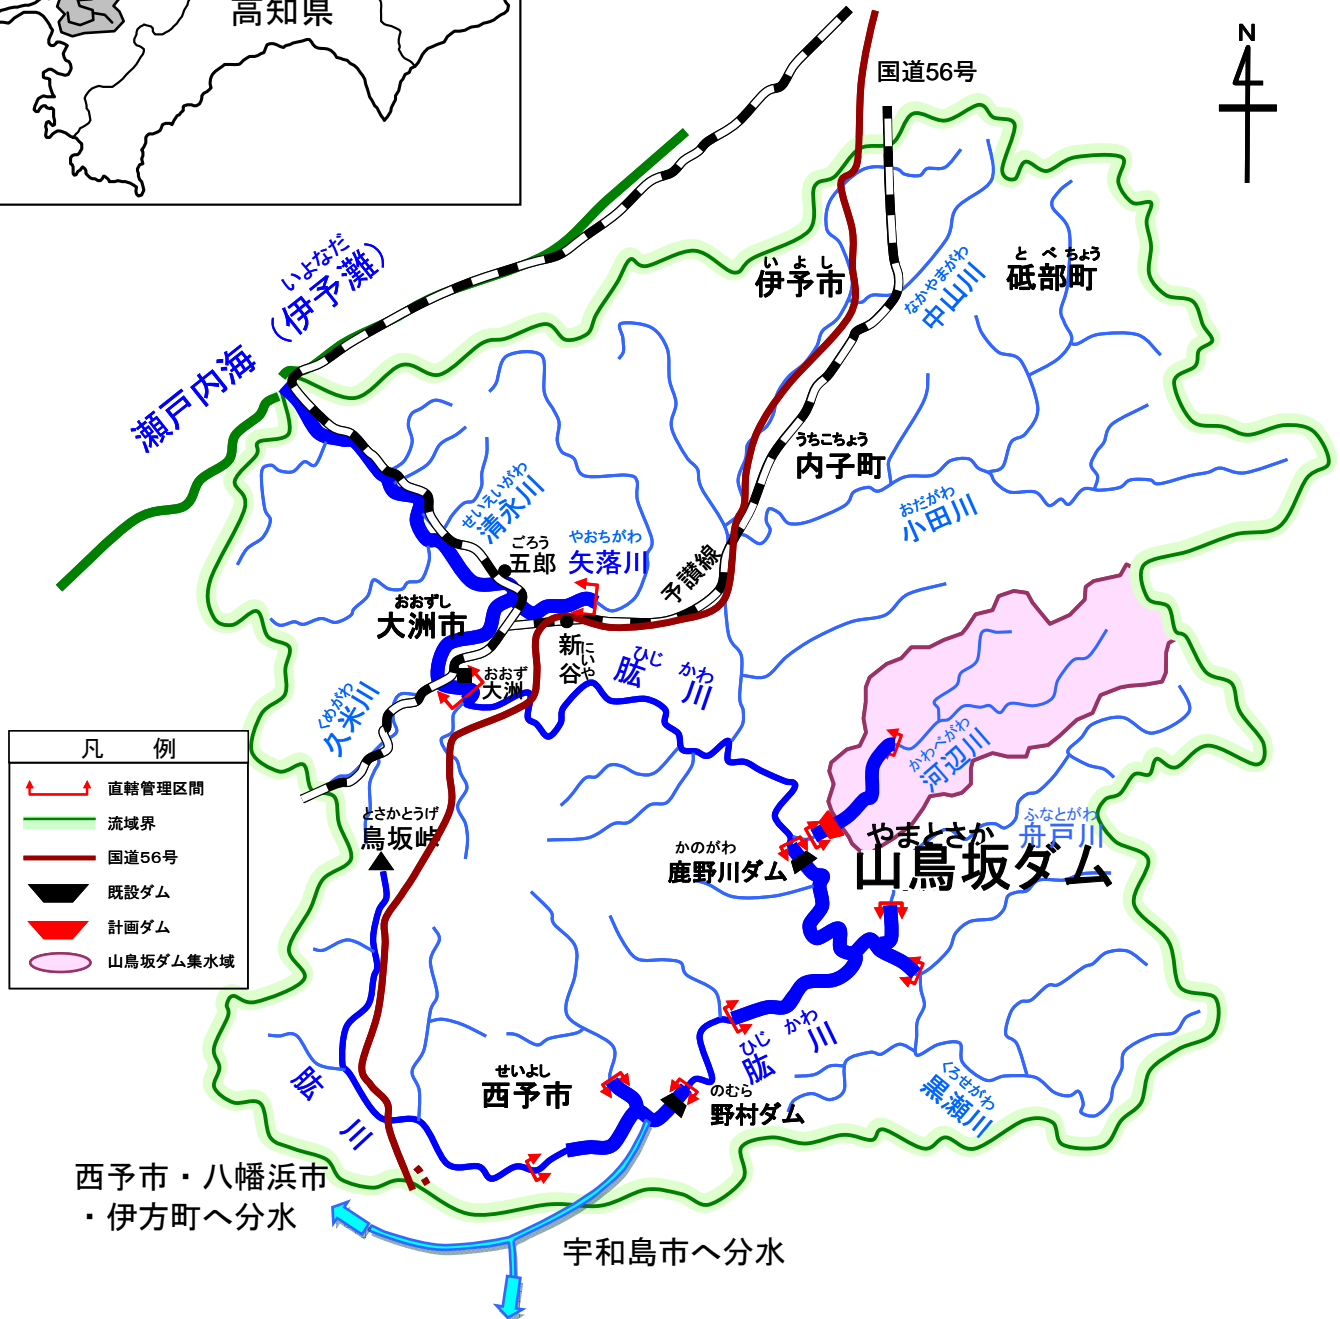 高知県
国道56号
N
いよなだ
瀬戸内海（伊予灘）
いよし
伊予市
なかやまがわ
中山川
とべちょう
砥部町
うちこちょう
内子町
おだがわ
小田川
せいえいがわ
清永川
ごろう
五郎
やおちがわ
矢落川
予讃線
おおずし
大洲市
新谷
にいや
おおず
大洲
ひじかわ
肱川
くめがわ
久米川
かわべがわ
河辺川
凡例
直轄管理区間
流域界
国道56号
既設ダム
計画ダム
山鳥坂ダム集水域
とさかとうげ
鳥坂峠
かのがわ
鹿野川ダム
やまとさか
山鳥坂ダム
ふなとがわ
舟戸川
ひじかわ
肱川
くろせがわ
黒瀬川
せいよし
西予市
のむら
野村ダム
肱川
西予市・八幡浜市
・伊方町へ分水
宇和島市へ分水